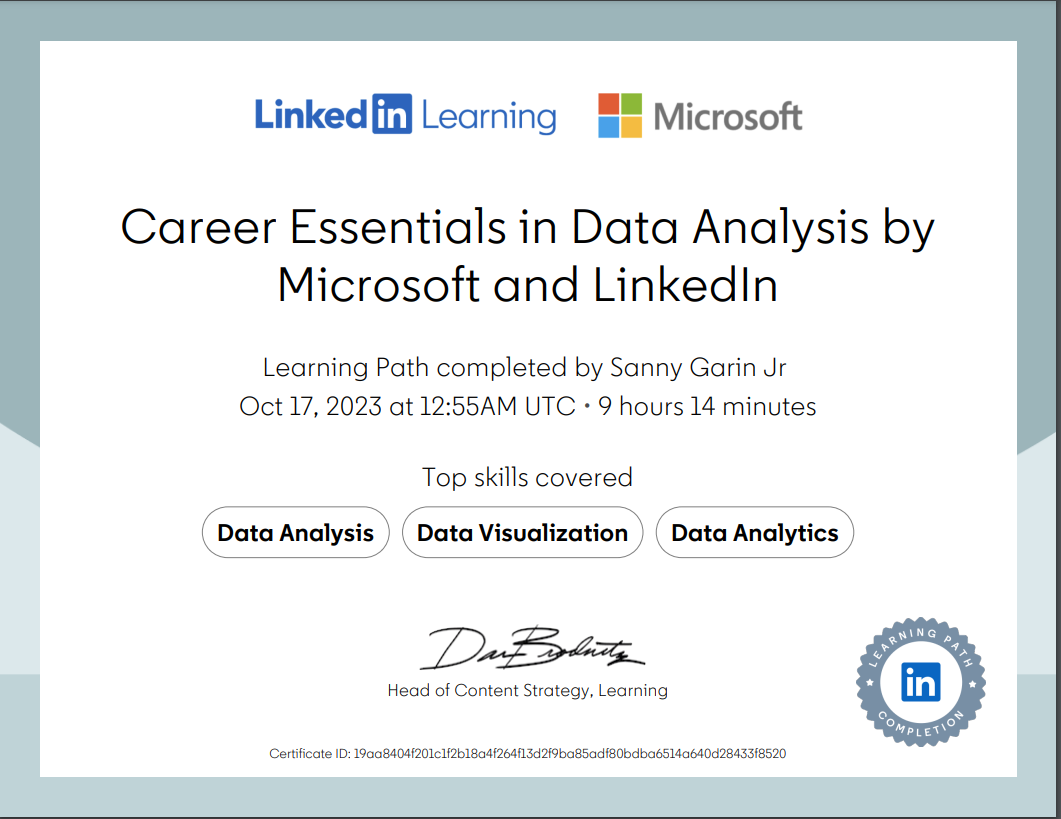 LinkedIn Learning Microsoft
Career Essentials in Data Analysis by
Microsoft and LinkedIn
Learning Path completed by Sanny Garin Jr
Oct 17, 2023 at 12:55AM UTC • 9 hours 14 minutes
Top skills covered
Data Analysis Data Visualization Data Analytics
Dan Brodnitz
Head of Content Strategy, Learning
LEARNING PATH
in
COMPLETION
Certificate ID: 19aa8404f201c1f2b18a4f264f13d2f9ba85adf80bdba6514a640d28433f8520